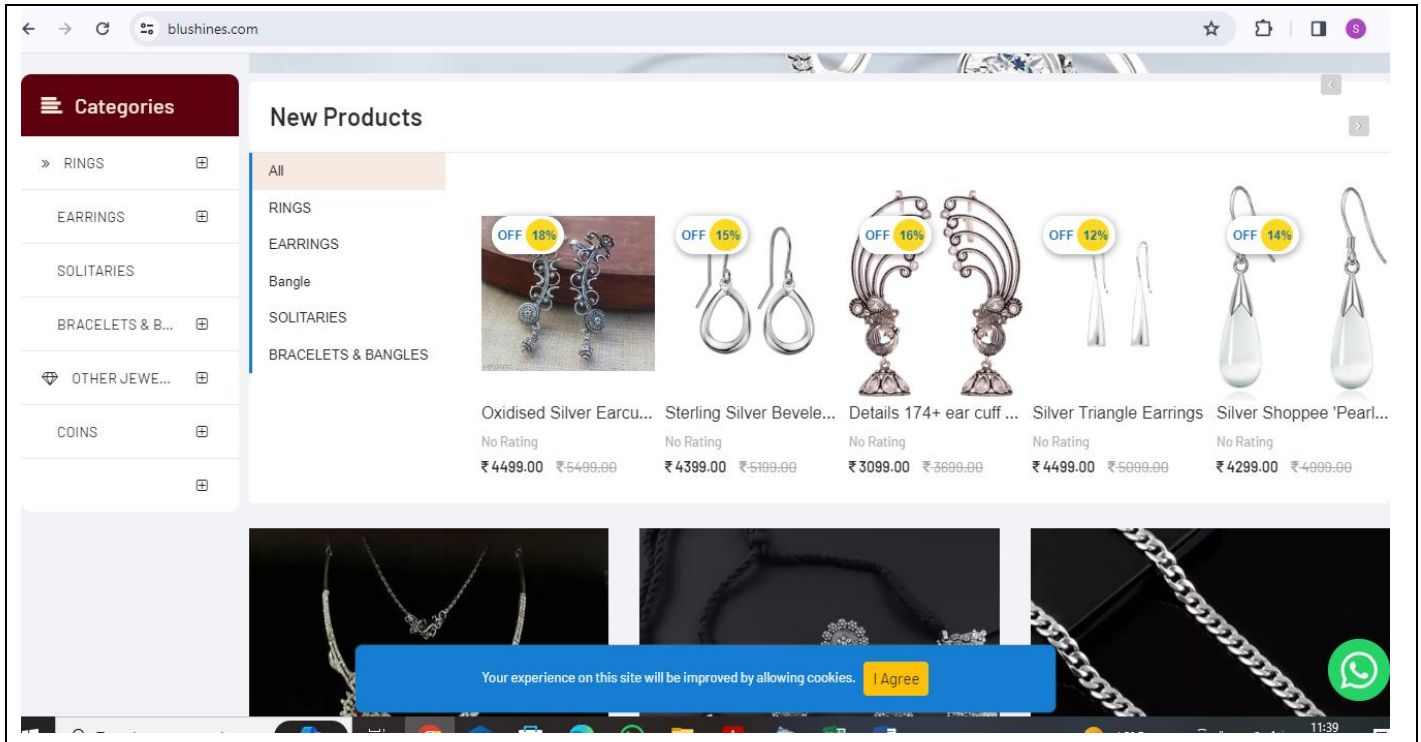 blushines.com
S
Categories
RINGS
EARRINGS
SOLITARIES
BRACELETS & B...
OTHER JEWE...
COINS
New Products
All
RINGS
EARRINGS
Bangle
SOLITARIES
BRACELETS & BANGLES
OFF 18%
Oxidised Silver Earcu...
No Rating
₹4499.00 ₹5499.00
OFF 15%
Sterling Silver Bevele...
No Rating
₹4399.00 ₹5199.00
OFF 16%
Details 174+ ear cuff ...
No Rating
₹3099.00 ₹3699.00
OFF 12%
Silver Triangle Earrings
No Rating
₹4499.00 ₹5099.00
OFF 14%
Silver Shoppee 'Pearl...
No Rating
₹4299.00 ₹4999.00
Your experience on this site will be improved by allowing cookies. I Agree
11:39